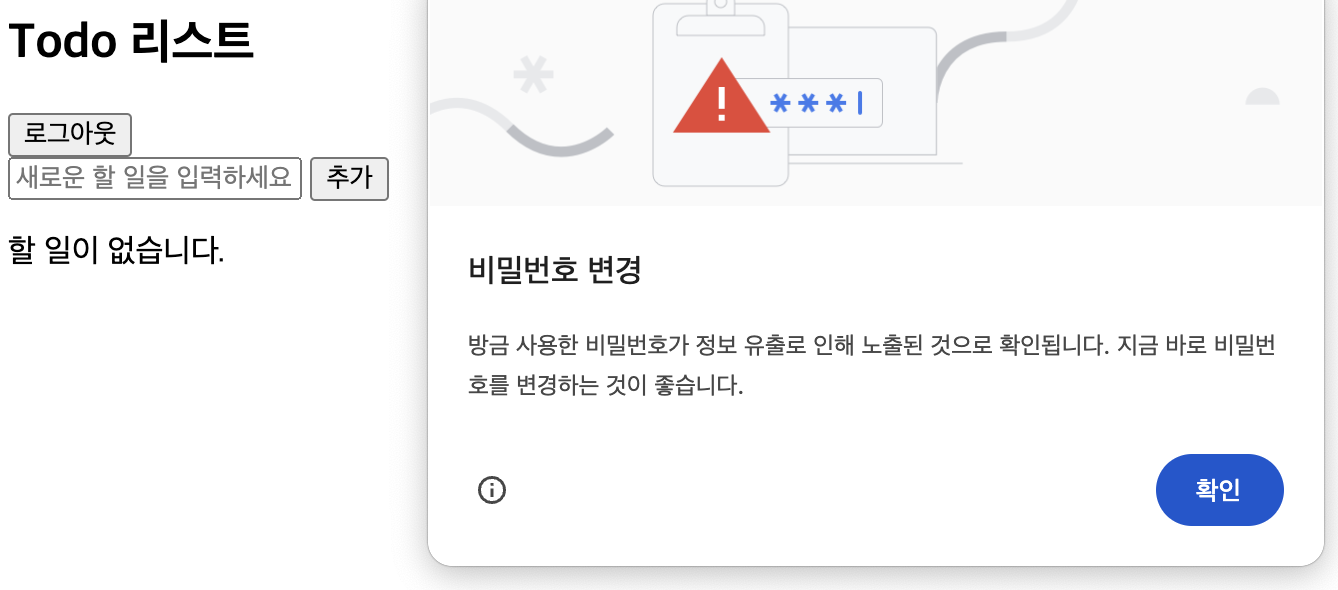 Todo 리스트
로그아웃
새로운 할 일을 입력하세요 추가
할 일이 없습니다.
***|
비밀번호 변경
방금 사용한 비밀번호가 정보 유출로 인해 노출된 것으로 확인됩니다. 지금 바로 비밀번
호를 변경하는 것이 좋습니다.
확인